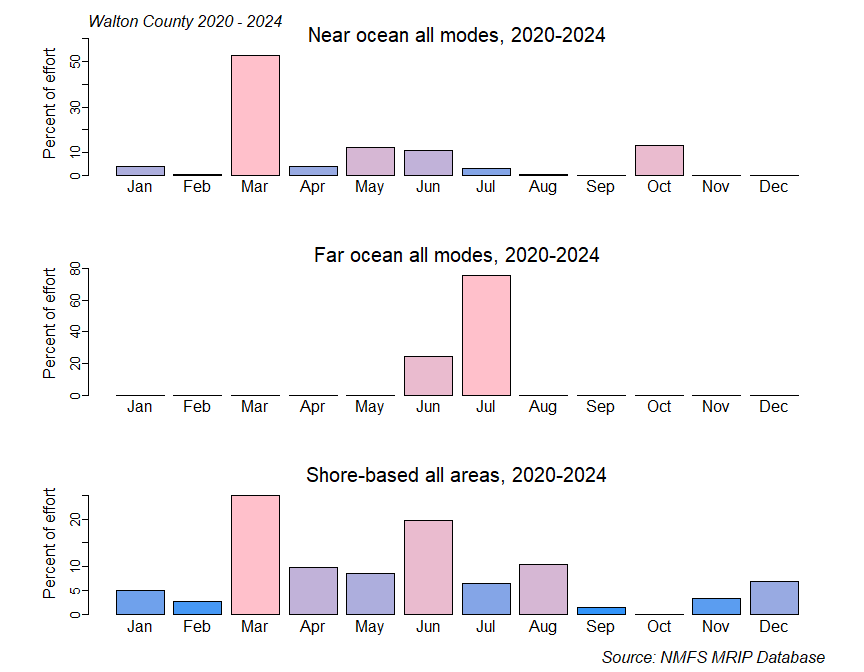 Walton County 2020 - 2024
Near ocean all modes, 2020-2024
Percent of effort
50
30
10
0
Jan Feb Mar Apr May Jun Jul Aug Sep Oct Nov Dec
Far ocean all modes, 2020-2024
Percent of effort
80
60
40
20
0
Jan Feb Mar Apr May Jun Jul Aug Sep Oct Nov Dec
Shore-based all areas, 2020-2024
Percent of effort
20
10
5
0
Jan Feb Mar Apr May Jun Jul Aug Sep Oct Nov Dec
Source: NMFS MRIP Database